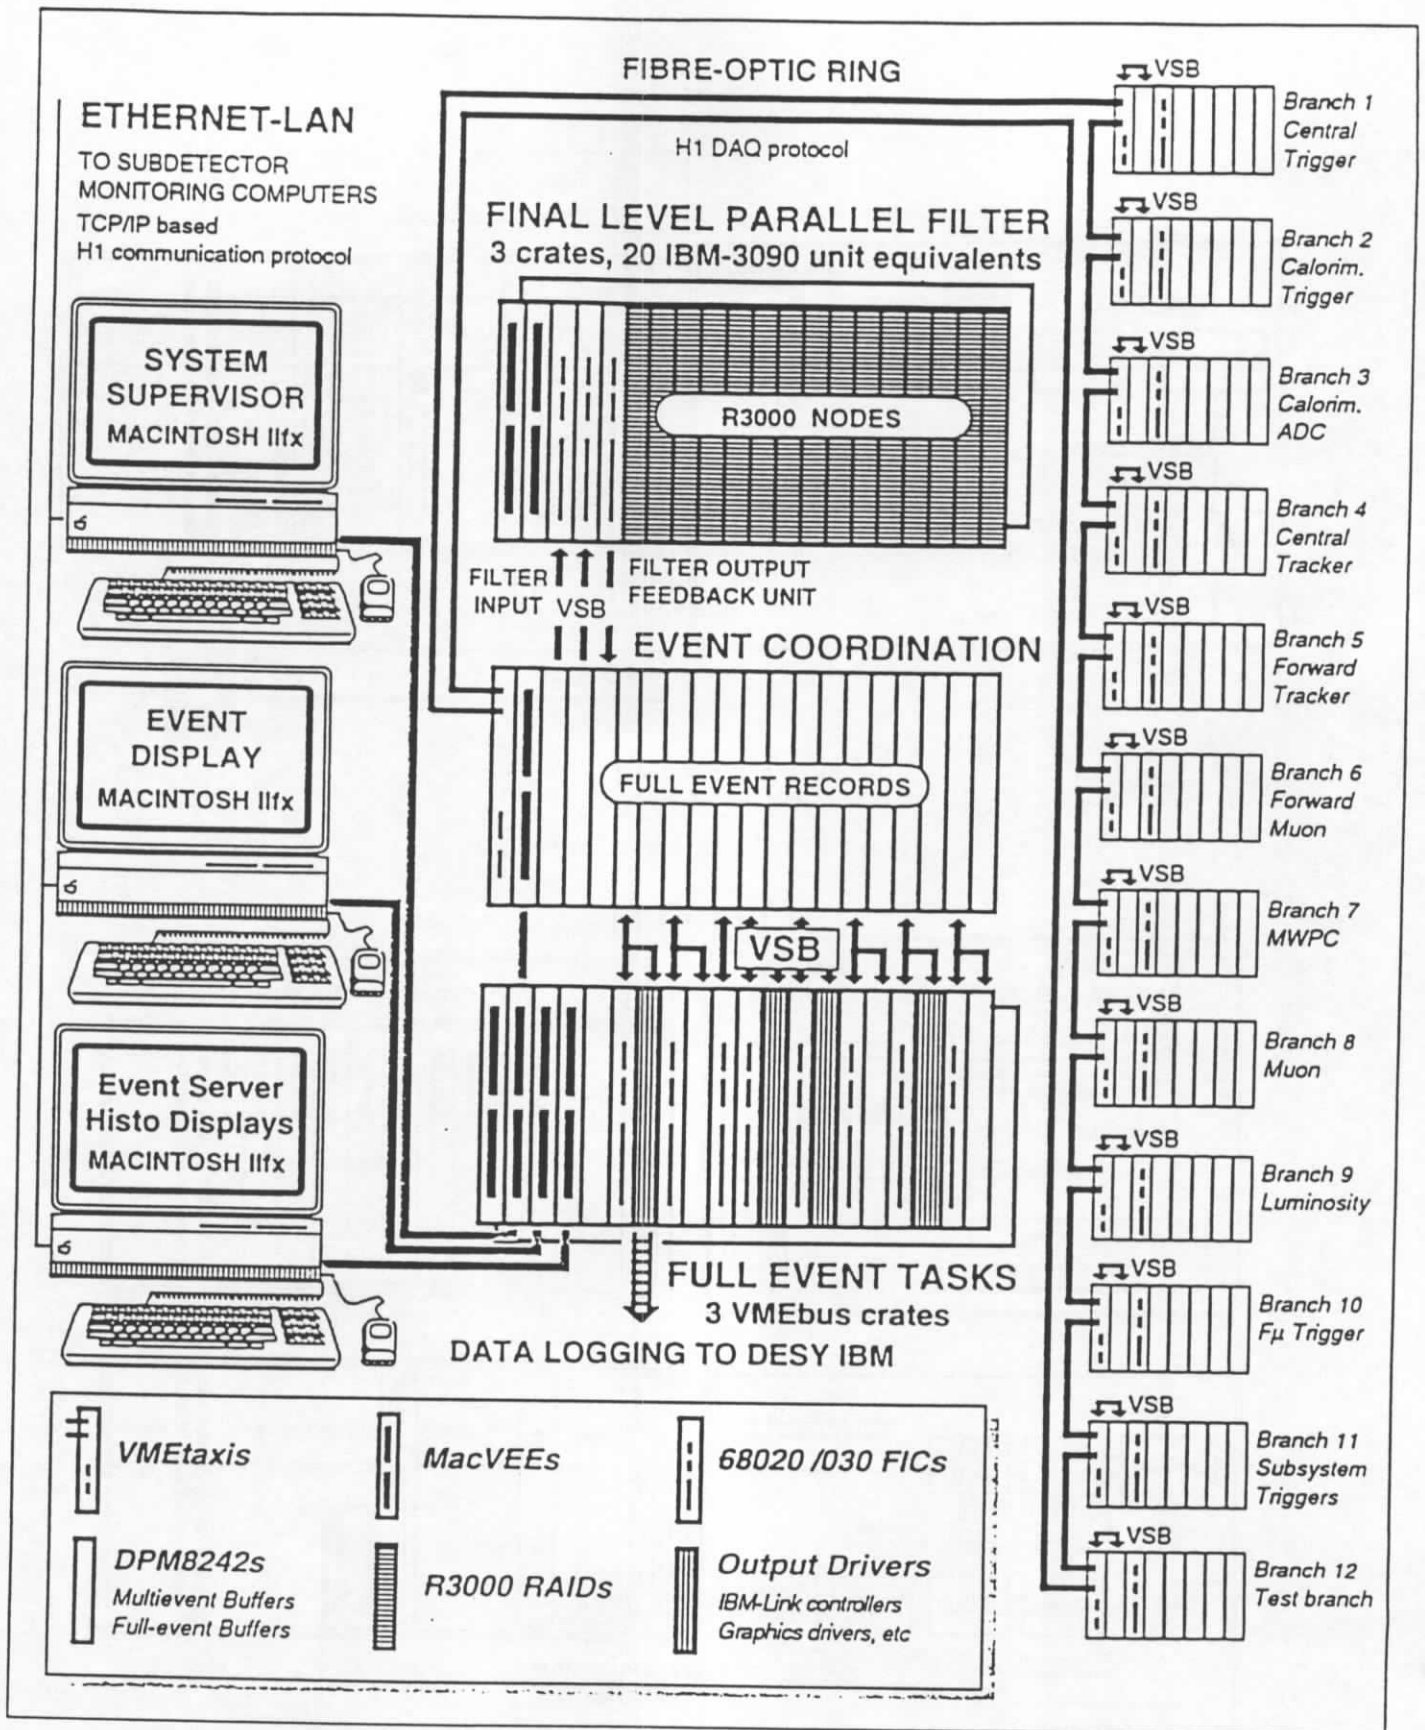 FIBRE-OPTIC RING
H1 DAQ protocol
ETHERNET-LAN
TO SUBDETECTOR
MONITORING COMPUTERS
TCP/IP based
H1 communication protocol
FINAL LEVEL PARALLEL FILTER
3 crates, 20 IBM-3090 unit equivalents
R3000 NODES
SYSTEM
SUPERVISOR
MACINTOSH IIfx
FILTER
INPUT
VSB
FILTER OUTPUT
FEEDBACK UNIT
EVENT COORDINATION
FULL EVENT RECORDS
EVENT
DISPLAY
MACINTOSH IIfx
VSB
Event Server
Histo Displays
MACINTOSH IIfx
FULL EVENT TASKS
3 VMEbus crates
DATA LOGGING TO DESY IBM
VSB
Branch 1
Central
Trigger
VSB
Branch 2
Calorim.
Trigger
VSB
Branch 3
Calorim.
ADC
VSB
Branch 4
Central
Tracker
VSB
Branch 5
Forward
Tracker
VSB
Branch 6
Forward
Muon
VSB
Branch 7
MWPC
VSB
Branch 8
Muon
VSB
Branch 9
Luminosity
VSB
Branch 10
Fµ Trigger
VSB
Branch 11
Subsystem
Triggers
VSB
Branch 12
Test branch
VMEtaxis
MacVEEs
68020 /030 FICs
DPM8242s
Multievent Buffers
Full-event Buffers
R3000 RAIDs
Output Drivers
IBM-Link controllers
Graphics drivers, etc